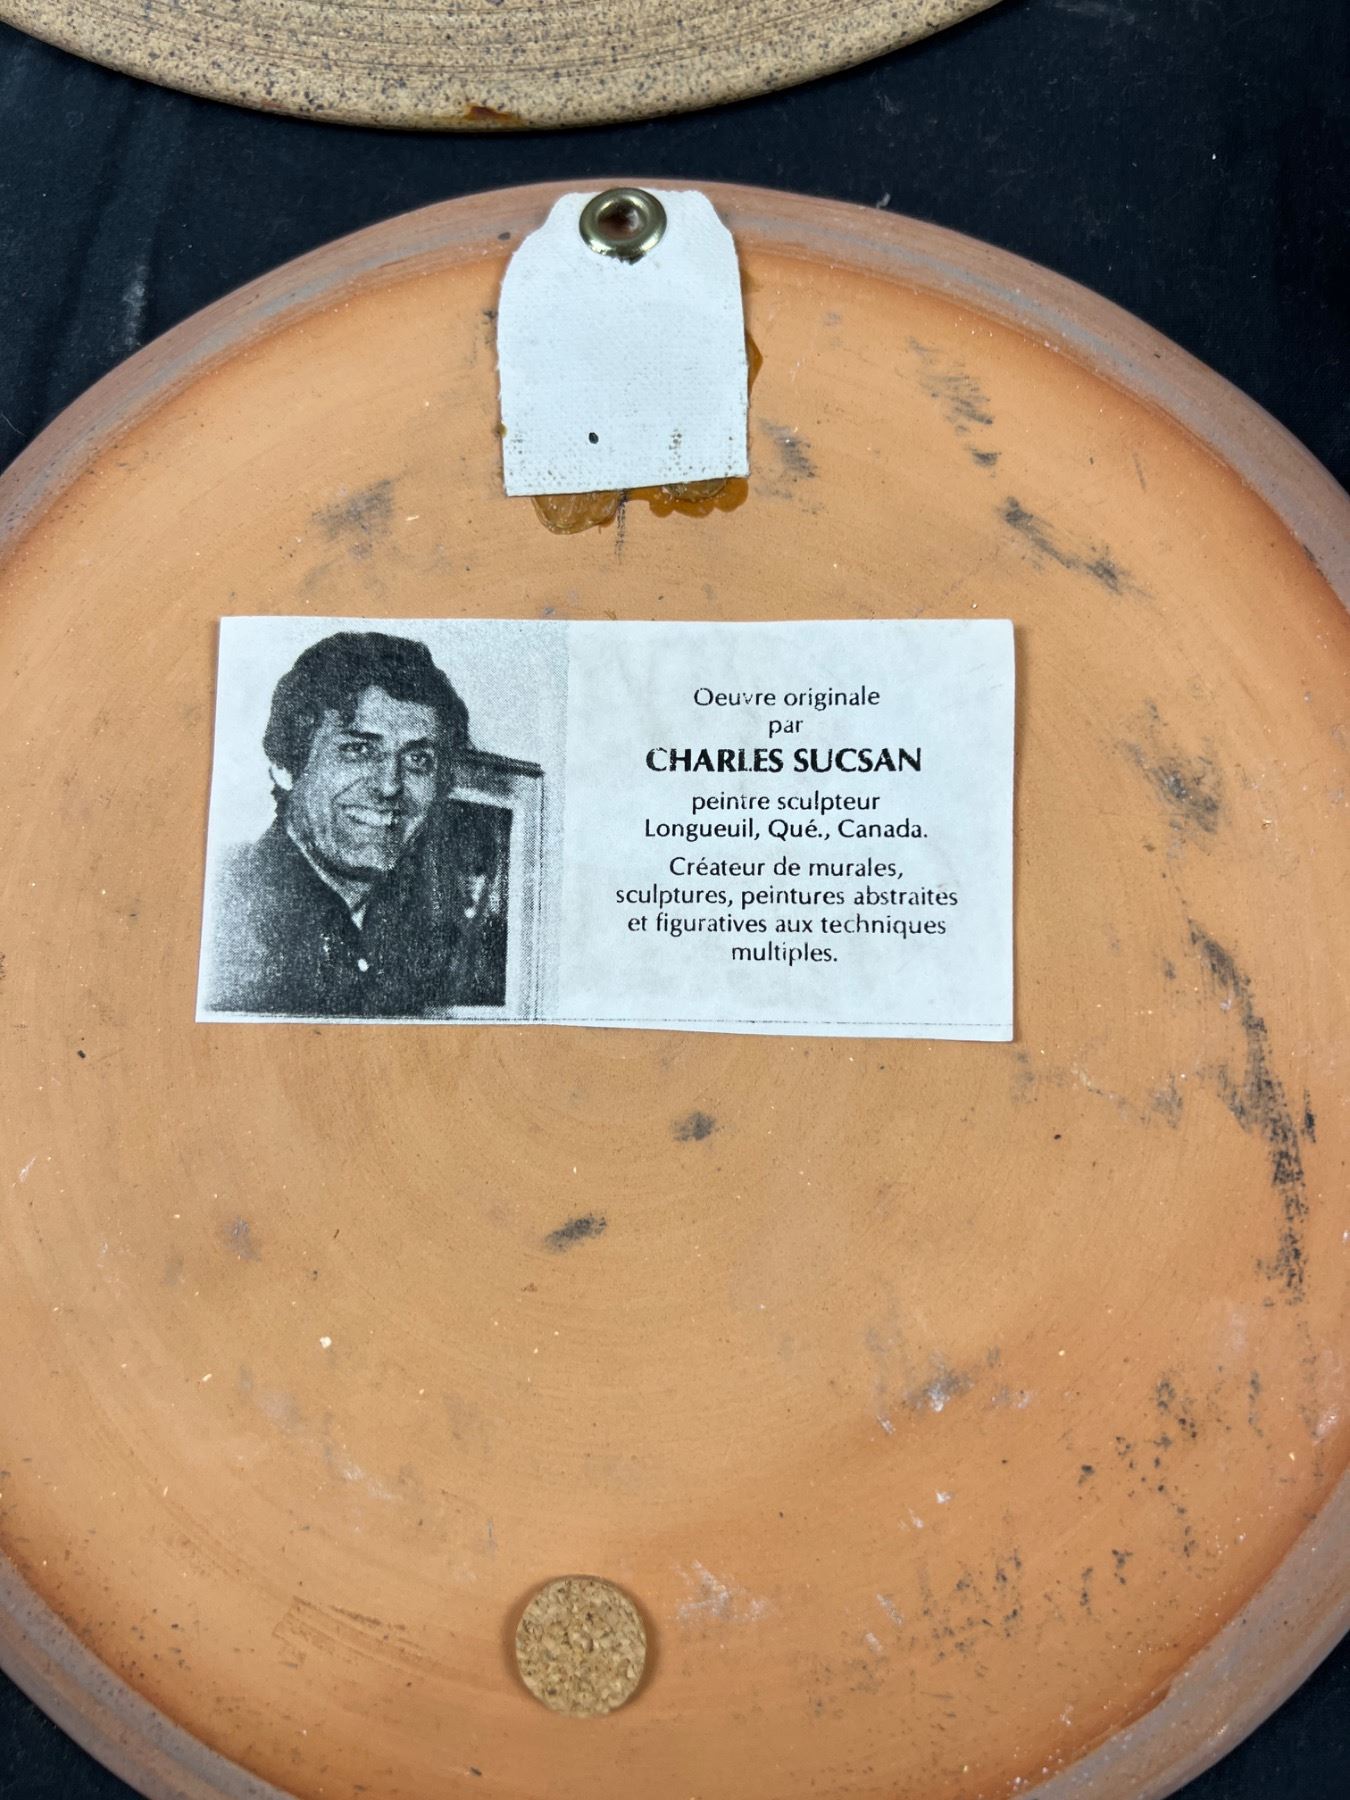 Oeuvre originale
par
CHARLES SUCSAN
peintre sculpteur
Longueuil, Qué., Canada.
Créateur de murales,
sculptures, peintures abstraites
et figuratives aux techniques
multiples.